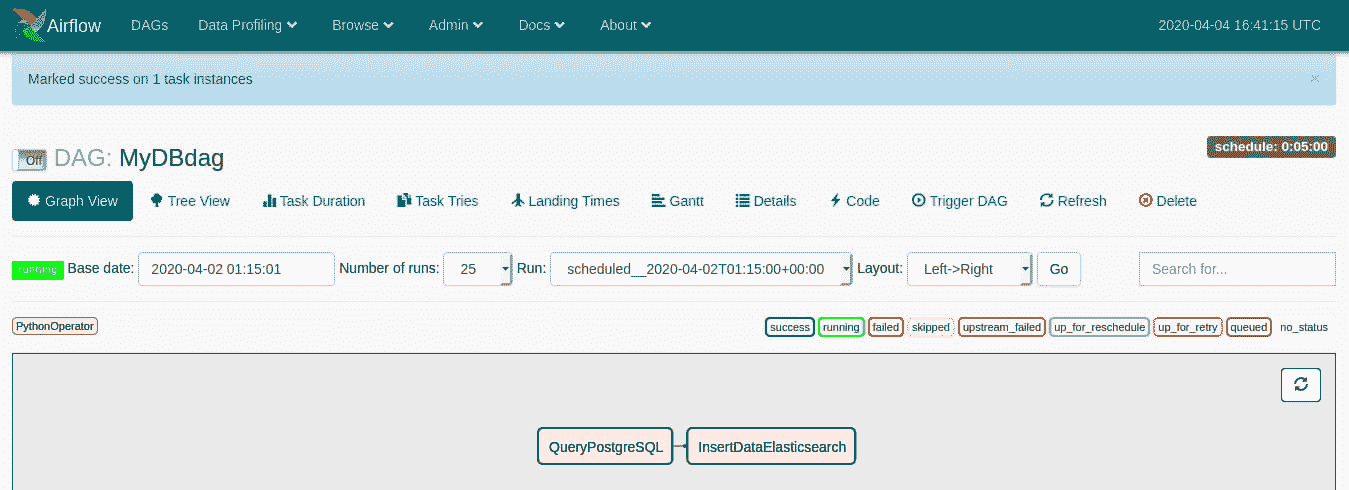 Airflow DAGs Data Profiling Browse Admin Docs About 2020-04-04 16:41:15 UTC
Marked success on 1 task instances ×
Off DAG: MyDBdag schedule: 0:05:00
Graph View Tree View Task Duration Task Tries Landing Times Gantt Details Code Trigger DAG Refresh Delete
running Base date: 2020-04-02 01:15:01 Number of runs: 25 Run: scheduled__2020-04-02T01:15:00+00:00 Layout: Left->Right Go Search for...
PythonOperator success running failed skipped upstream_failed up_for_reschedule up_for_retry queued no_status
QueryPostgreSQL InsertDataElasticsearch